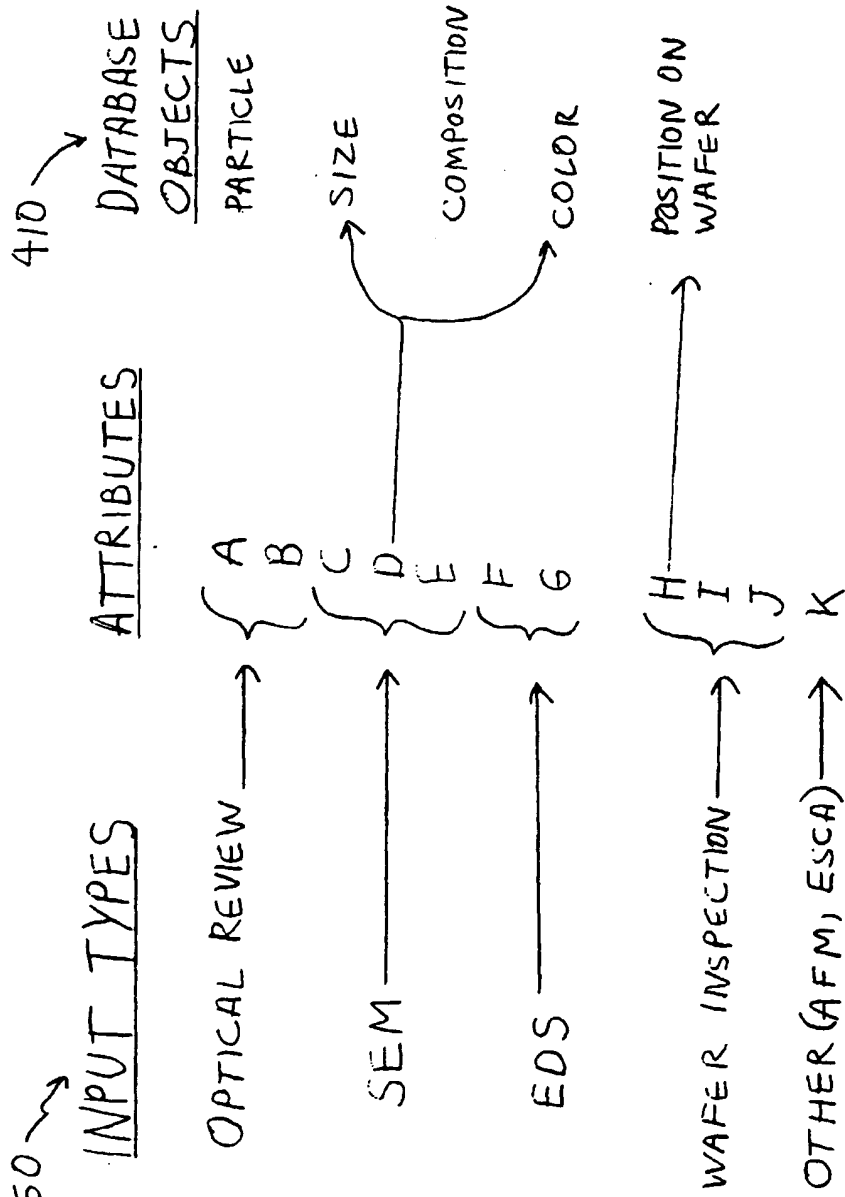 410
50
INPUT TYPES
ATTRIBUTES
DATABASE
OBJECTS
OPTICAL REVIEW
SEM
EDS
WAFER INSPECTION
OTHER (AFM, ESCA)
A
B
C
D
E
F
G
H
I
J
K
PARTICLE
SIZE
COMPOSITION
COLOR
POSITION ON
WAFER